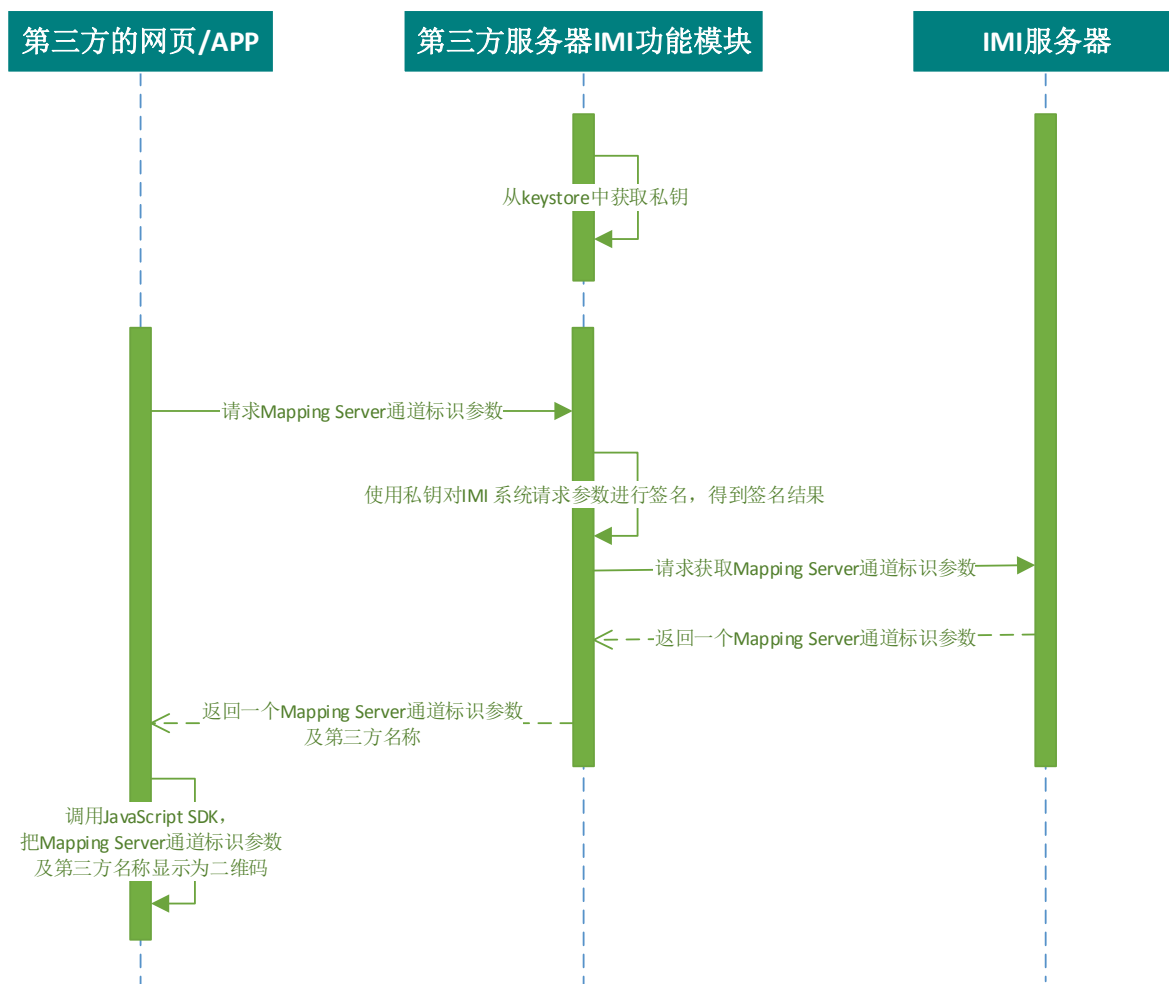 第三方的网页/APP
第三方服务器IMI功能模块
IMI服务器
从keystore中获取私钥
请求Mapping Server通道标识参数
使用私钥对IMI 系统请求参数进行签名，得到签名结果
请求获取Mapping Server通道标识参数
返回一个Mapping Server通道标识参数
返回一个Mapping Server通道标识参数
及第三方名称
调用JavaScript SDK，
把Mapping Server通道标识参数
及第三方名称显示为二维码